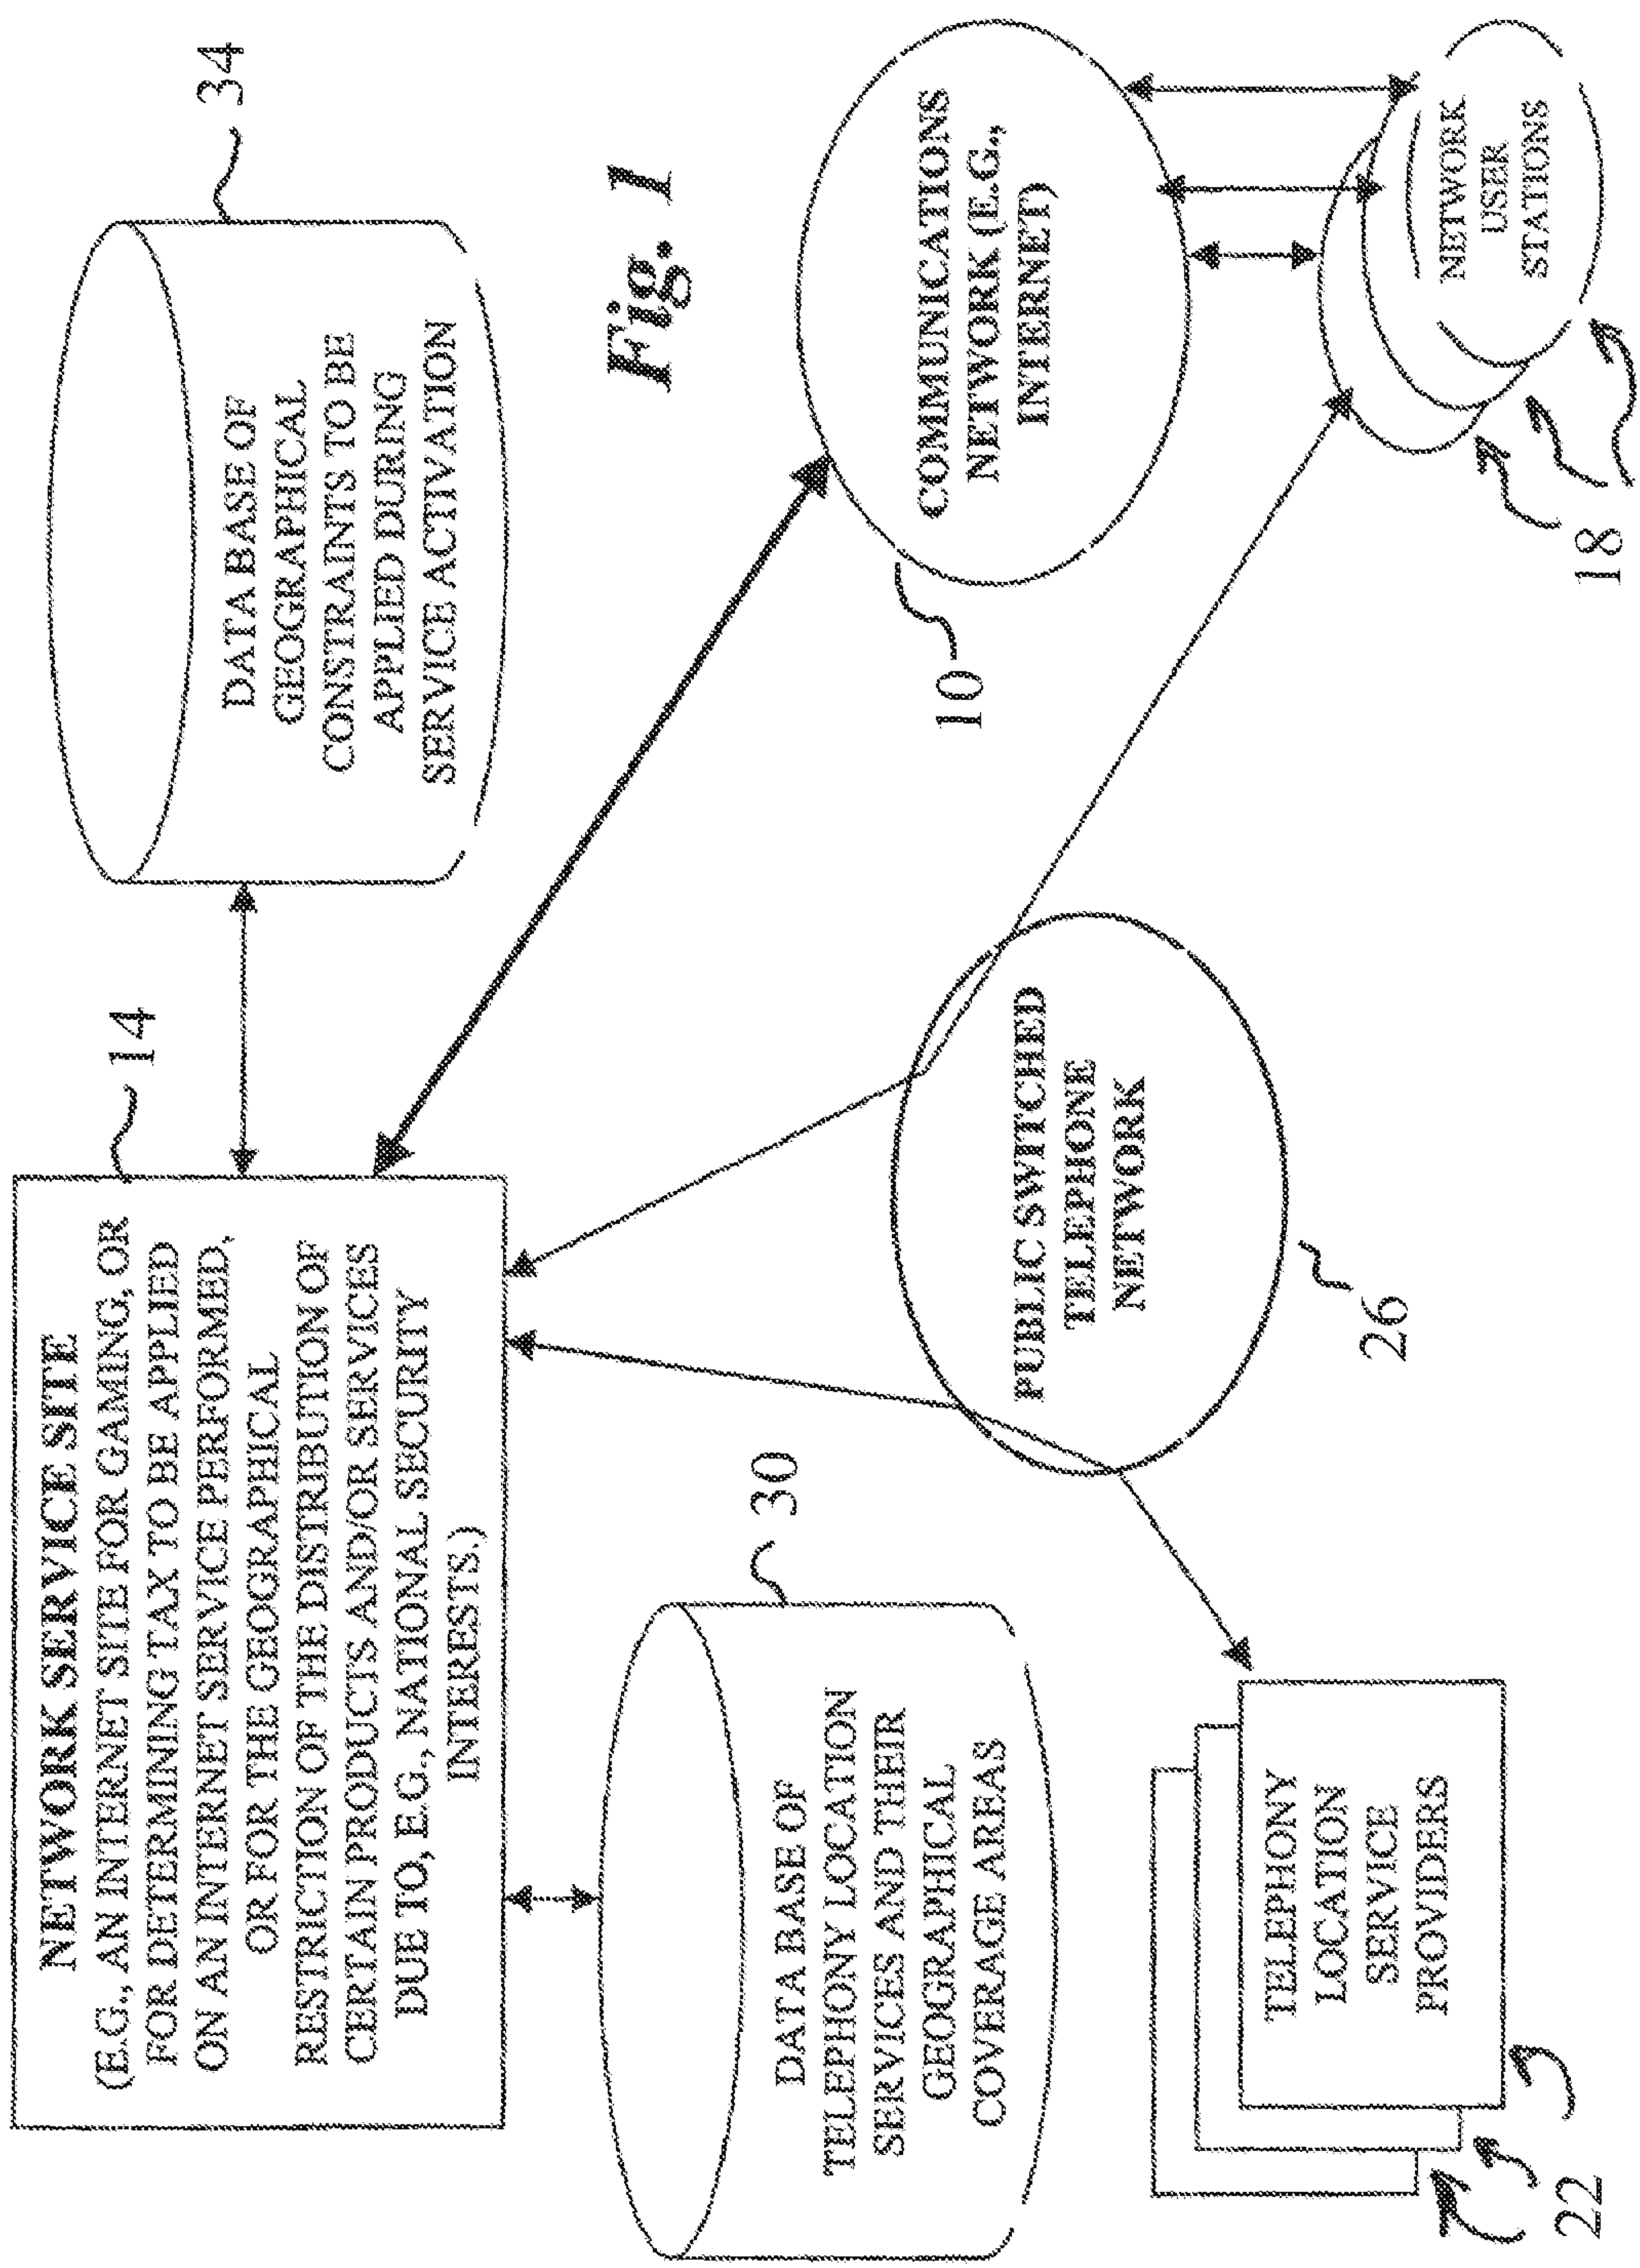 NETWORK SERVICE SITE
(E.G., AN INTERNET SITE FOR GAMING, OR
FOR DETERMINING TAX TO BE APPLIED
ON AN INTERNET SERVICE PERFORMED,
OR FOR THE GEOGRAPHICAL
RESTRICTION OF THE DISTRIBUTION OF
CERTAIN PRODUCTS AND/OR SERVICES
DUE TO, E.G., NATIONAL SECURITY
INTERESTS.)
14
DATA BASE OF
GEOGRAPHICAL
CONSTRAINTS TO BE
APPLIED DURING
SERVICE ACTIVATION
34
Fig. 1
DATA BASE OF
TELEPHONY LOCATION
SERVICES AND THEIR
GEOGRAPHICAL
COVERAGE AREAS
30
PUBLIC SWITCHED
TELEPHONE
NETWORK
26
COMMUNICATIONS
NETWORK (E.G.,
INTERNET)
10
TELEPHONY
LOCATION
SERVICE
PROVIDERS
22
NETWORK
USER
STATIONS
18